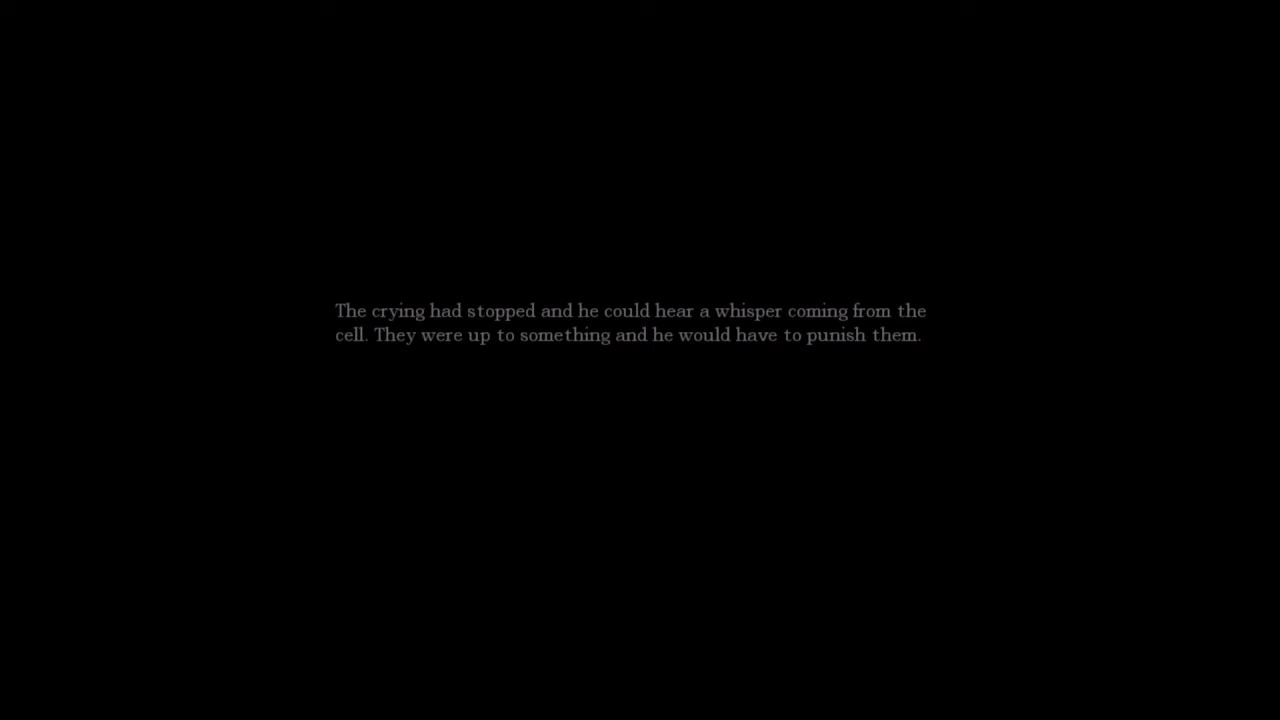 The crying had stopped and he could hear a whisper coming from the
cell. They were up to something and he would have to punish them.